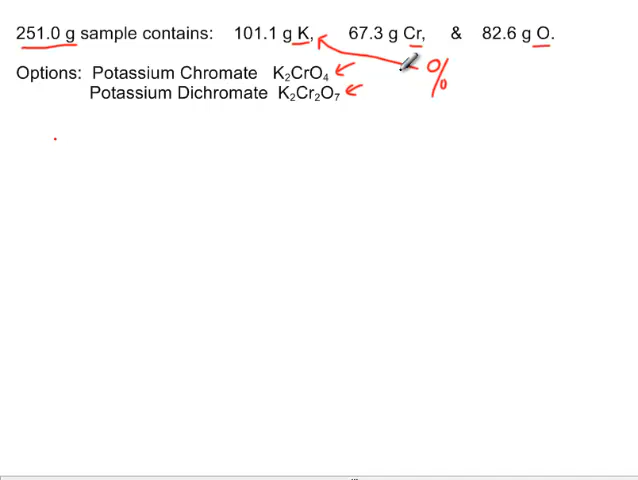 251.0 g sample contains: 101.1 g K, 67.3 g Cr, & 82.6 g O.
%
Options: Potassium Chromate K₂CrO₄
Potassium Dichromate K₂Cr₂O₇